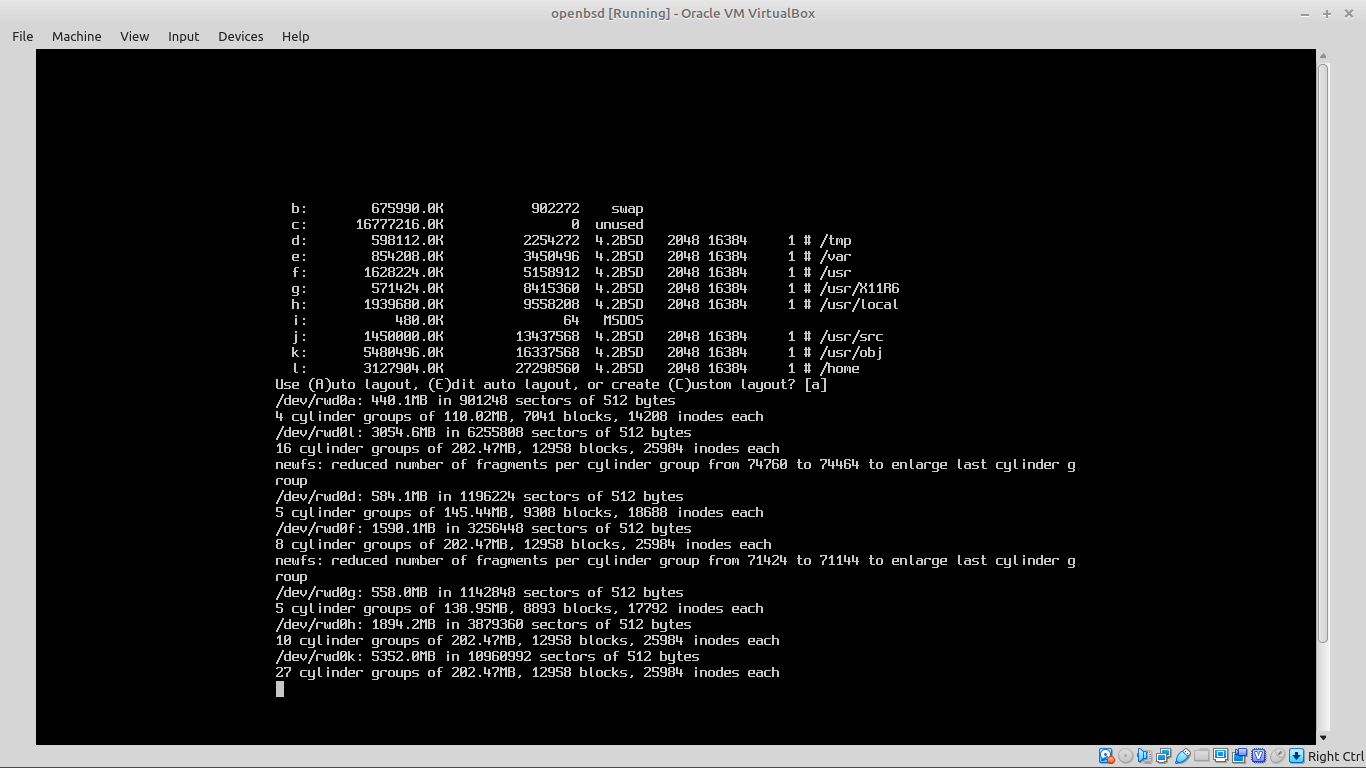 openbsd [Running] - Oracle VM VirtualBox
File Machine View Input Devices Help
b: 675990.0K 902272 swap
c: 16777216.0K 0 unused
d: 598112.0K 2254272 4.2BSD 2048 16384 1 # /tmp
e: 854208.0K 3450496 4.2BSD 2048 16384 1 # /var
f: 1628224.0K 5158912 4.2BSD 2048 16384 1 # /usr
g: 571424.0K 8415360 4.2BSD 2048 16384 1 # /usr/X11R6
h: 1939680.0K 9558208 4.2BSD 2048 16384 1 # /usr/local
i: 480.0K 64 MSDOS
j: 1450000.0K 13437568 4.2BSD 2048 16384 1 # /usr/src
k: 5480496.0K 16337568 4.2BSD 2048 16384 1 # /usr/obj
l: 3127904.0K 27298560 4.2BSD 2048 16384 1 # /home
Use (A)uto layout, (E)dit auto layout, or create (C)ustom layout? [a]
/dev/rwd0a: 440.1MB in 901248 sectors of 512 bytes
4 cylinder groups of 110.02MB, 7041 blocks, 14208 inodes each
/dev/rwd0l: 3054.6MB in 6255808 sectors of 512 bytes
16 cylinder groups of 202.47MB, 12958 blocks, 25984 inodes each
newfs: reduced number of fragments per cylinder group from 74760 to 74464 to enlarge last cylinder g
roup
/dev/rwd0d: 584.1MB in 1196224 sectors of 512 bytes
5 cylinder groups of 145.44MB, 9308 blocks, 18688 inodes each
/dev/rwd0f: 1590.1MB in 3256448 sectors of 512 bytes
8 cylinder groups of 202.47MB, 12958 blocks, 25984 inodes each
newfs: reduced number of fragments per cylinder group from 71424 to 71144 to enlarge last cylinder g
roup
/dev/rwd0g: 558.0MB in 1142848 sectors of 512 bytes
5 cylinder groups of 138.95MB, 8893 blocks, 17792 inodes each
/dev/rwd0h: 1894.2MB in 3879360 sectors of 512 bytes
10 cylinder groups of 202.47MB, 12958 blocks, 25984 inodes each
/dev/rwd0k: 5352.0MB in 10960992 sectors of 512 bytes
27 cylinder groups of 202.47MB, 12958 blocks, 25984 inodes each
Right Ctrl